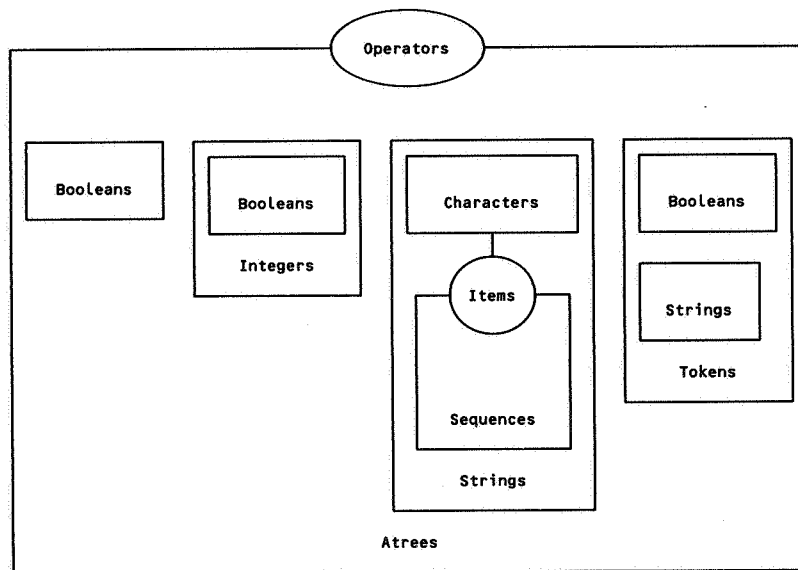 Operators
Booleans
Booleans
Integers
Characters
Items
Sequences
Strings
Booleans
Strings
Tokens
Atrees